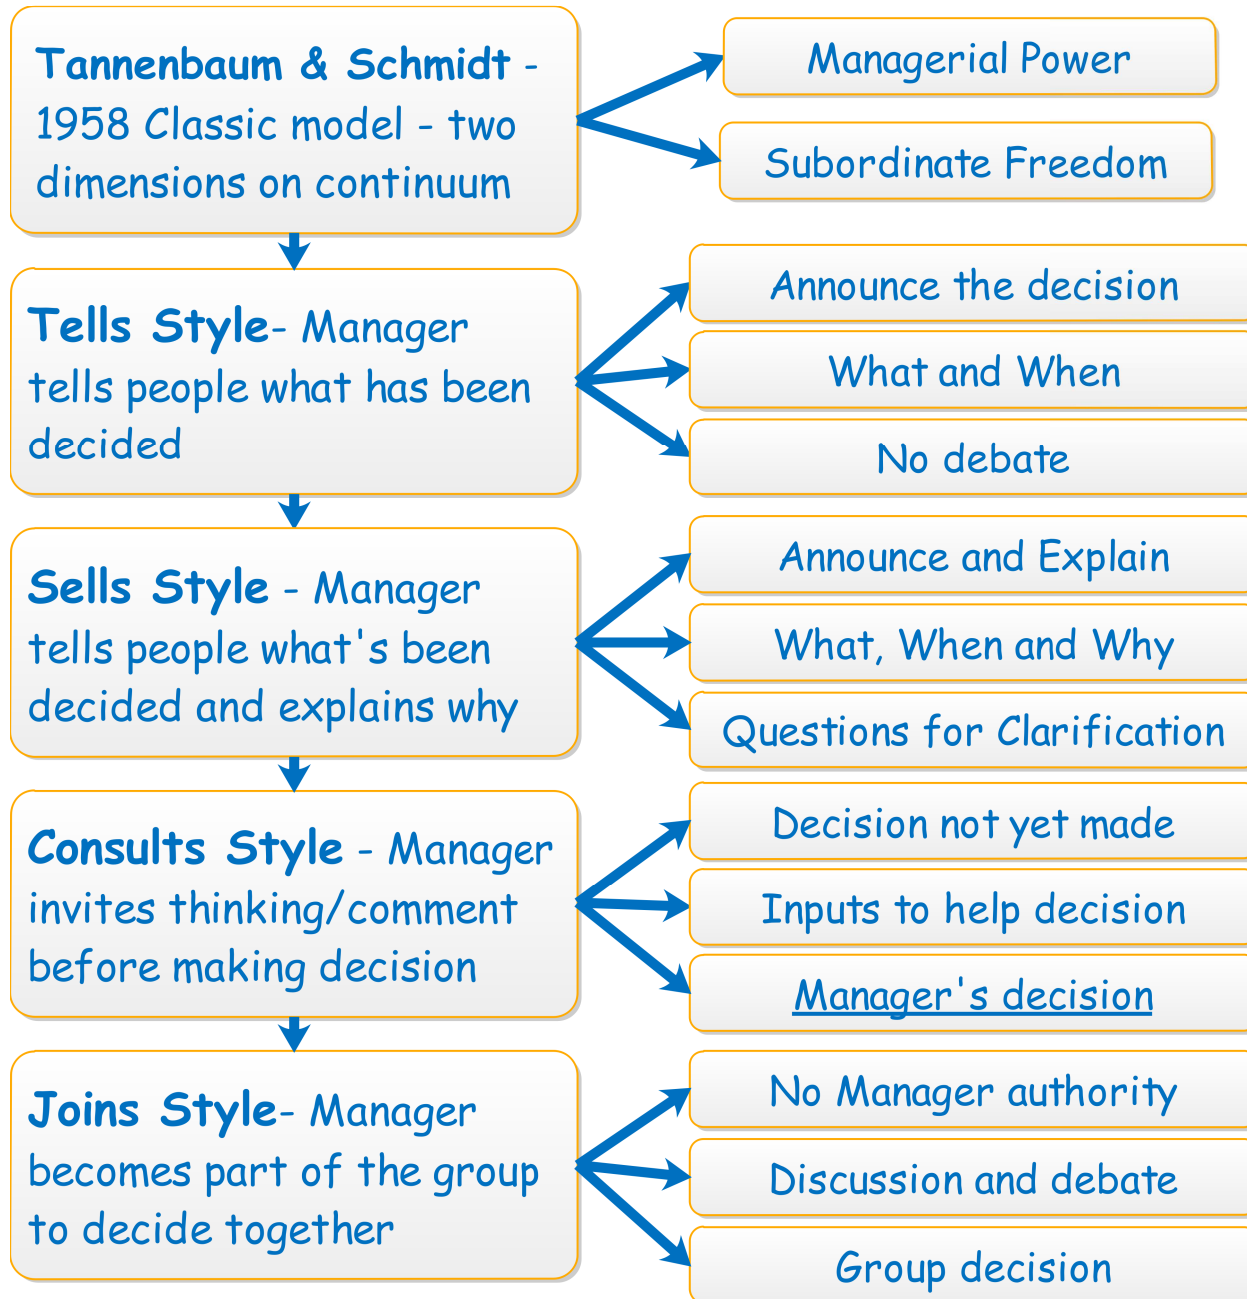 Tannenbaum & Schmidt -
1958 Classic model - two
dimensions on continuum
Managerial Power
Subordinate Freedom
Tells Style- Manager
tells people what has been
decided
Announce the decision
What and When
No debate
Sells Style - Manager
tells people what's been
decided and explains why
Announce and Explain
What, When and Why
Questions for Clarification
Consults Style - Manager
invites thinking/comment
before making decision
Decision not yet made
Inputs to help decision
Manager's decision
Joins Style- Manager
becomes part of the group
to decide together
No Manager authority
Discussion and debate
Group decision